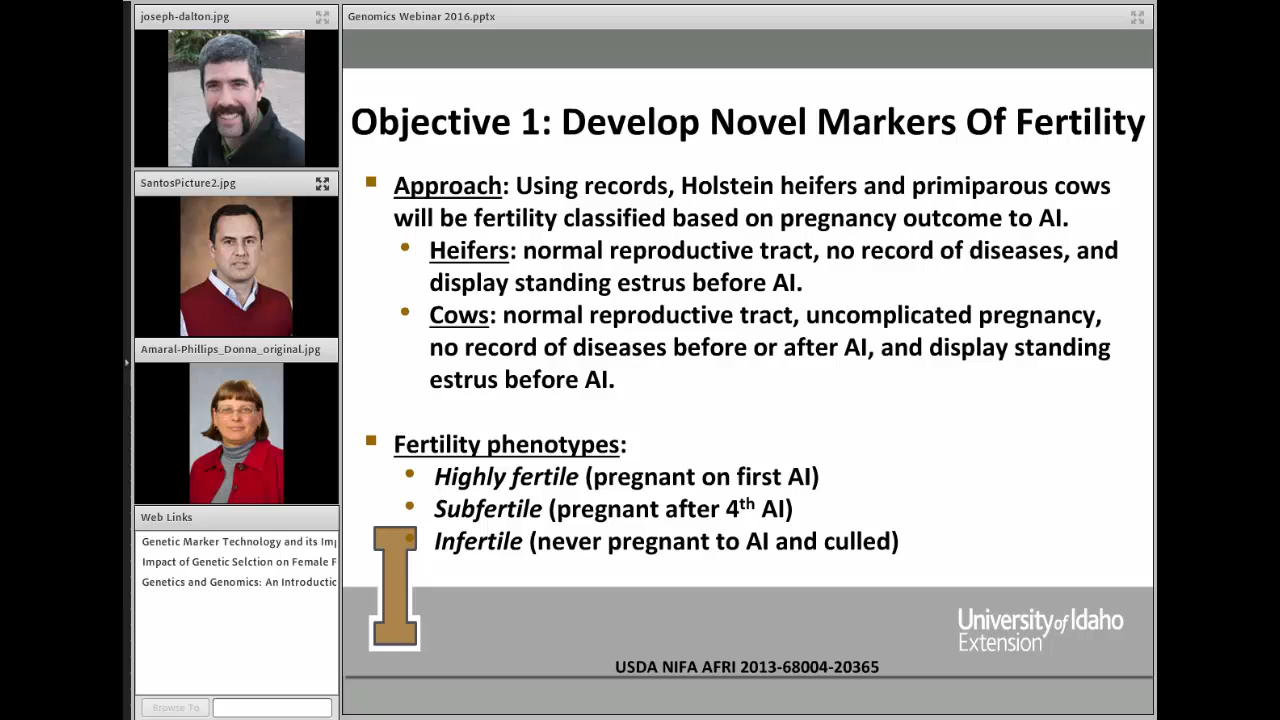 joseph-dalton.jpg
SantosPicture2.jpg
Amaral-Phillips_Donna_original.jpg
Web Links
Genetic Marker Technology and its Imp
Impact of Genetic Selction on Female F
Genetics and Genomics: An Introductic
Browse To
Genomics Webinar 2016.pptx
Objective 1: Develop Novel Markers Of Fertility
Approach: Using records, Holstein heifers and primiparous cows
will be fertility classified based on pregnancy outcome to AI.
Heifers: normal reproductive tract, no record of diseases, and
display standing estrus before AI.
Cows: normal reproductive tract, uncomplicated pregnancy,
no record of diseases before or after AI, and display standing
estrus before AI.
Fertility phenotypes:
Highly fertile (pregnant on first AI)
Subfertile (pregnant after 4th AI)
Infertile (never pregnant to AI and culled)
I
University of Idaho
Extension
USDA NIFA AFRI 2013-68004-20365